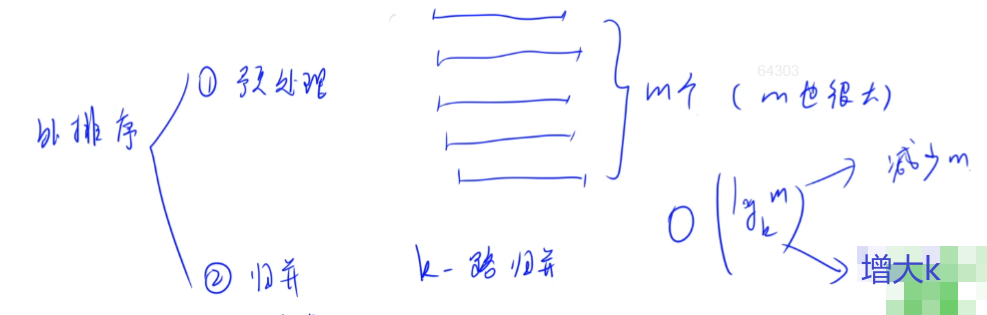 外排序
① 预处理
m个 (m也很大)
64303
O(log_k^m)
减少m
增大k
② 归并
k-路归并